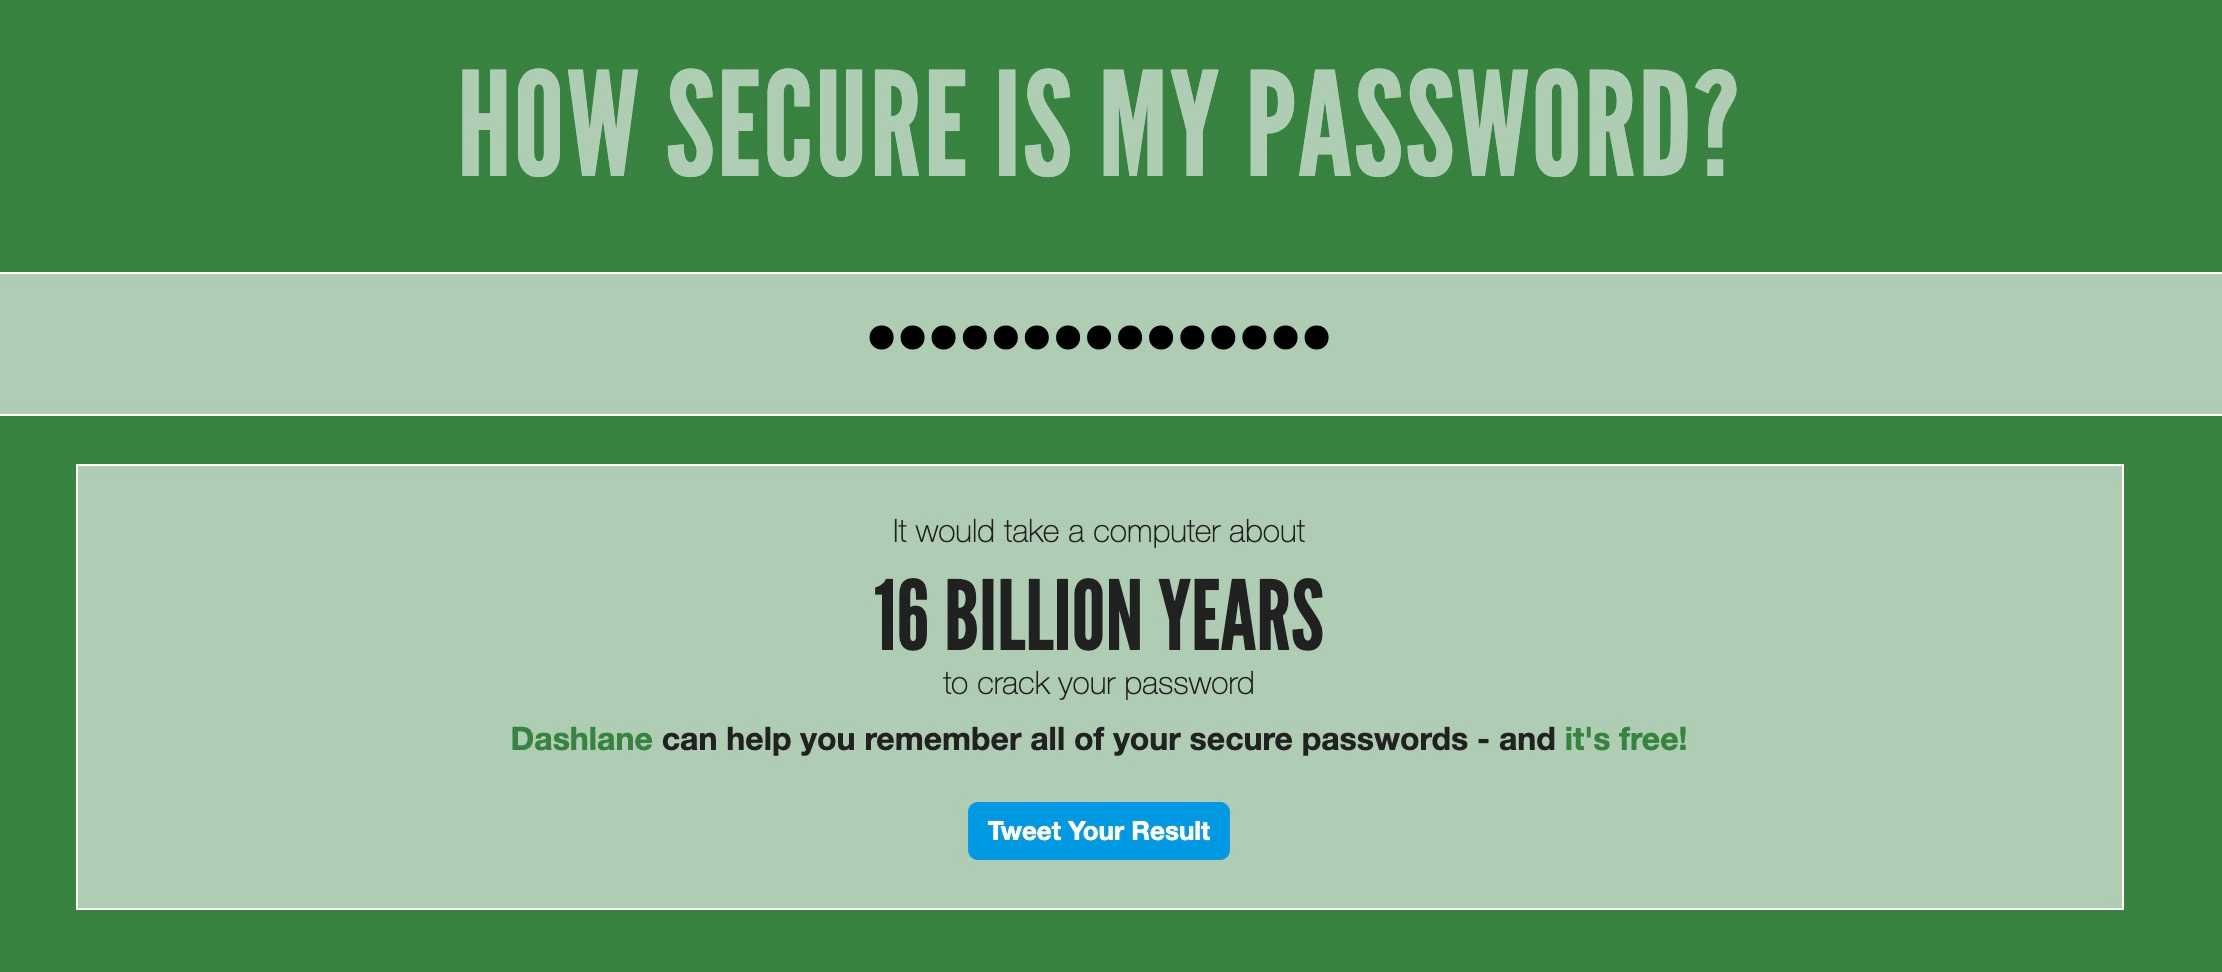 HOW SECURE IS MY PASSWORD?
•••••••••••••••
It would take a computer about
16 BILLION YEARS
to crack your password
Dashlane can help you remember all of your secure passwords - and it's free!
Tweet Your Result